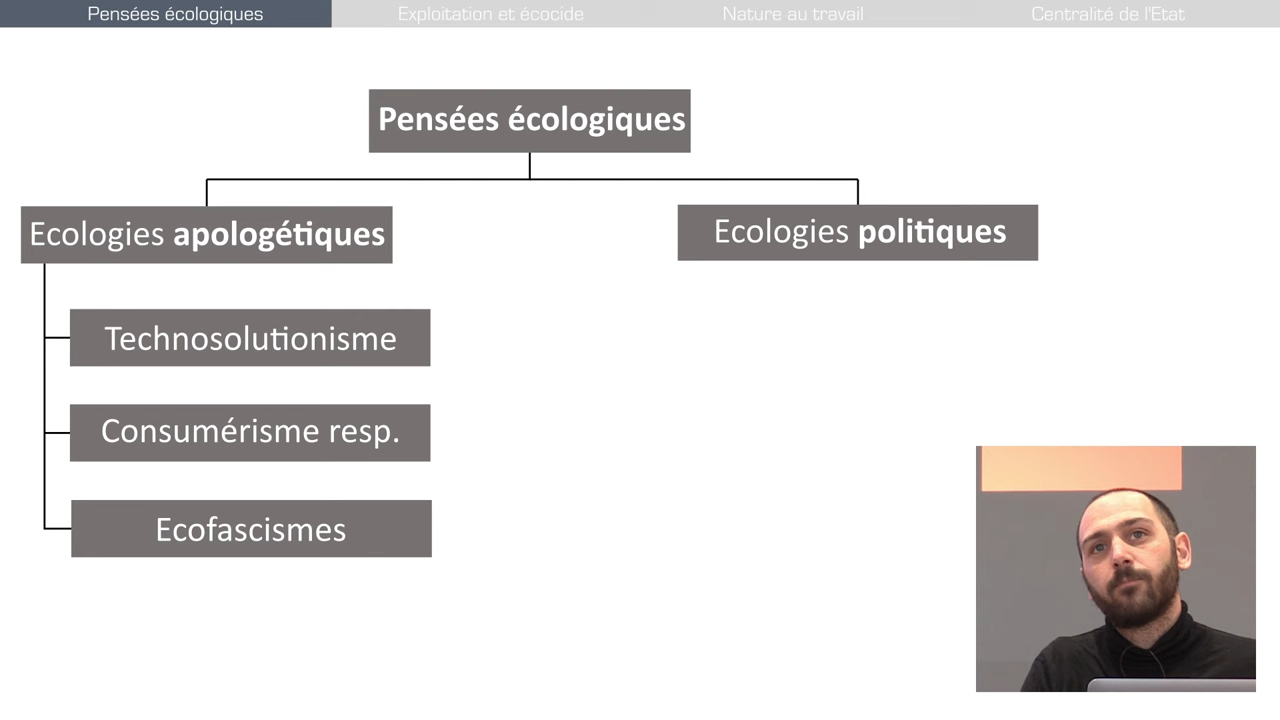 Pensées écologiques
Exploitation et écocide
Nature au travail
Centralité de l'Etat
Pensées écologiques
Ecologies apologétiques
Ecologies politiques
Technosolutionisme
Consumérisme resp.
Ecofascismes